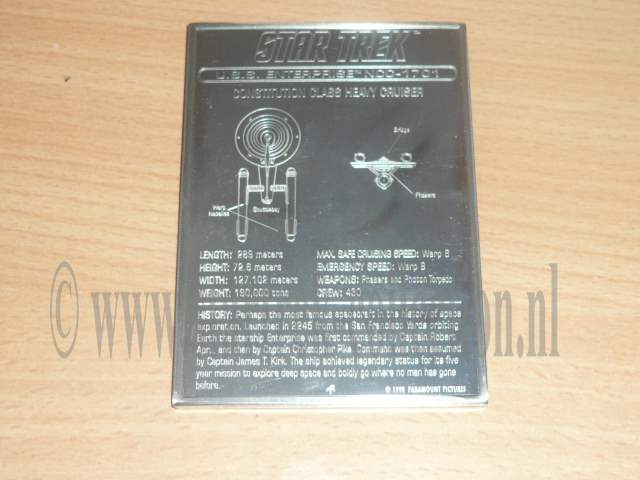 STAR TREK
U.S.S. ENTERPRISE™ NCC-1701
CONSTITUTION CLASS HEAVY CRUISER
Bridge
Phasers
Warp
Nacelles
Shuttlebay
LENGTH: 289 meters
HEIGHT: 72.6 meters
WIDTH: 127.102 meters
WEIGHT: 190,000 tons
MAX. SAFE CRUISING SPEED: Warp 6
EMERGENCY SPEED: Warp 8
WEAPONS: Phasers and Photon Torpedo
CREW: 430
HISTORY: Perhaps the most famous spacecraft in the history of space
exploration. Launched in 2245 from the San Francisco Yards orbiting
Earth the starship Enterprise was first commanded by Captain Robert
April, and then by Captain Christopher Pike. Command was then assumed
by Captain James T. Kirk. The ship achieved legendary status for its five
year mission to explore deep space and boldly go where no man has gone
before.
© 1998 PARAMOUNT PICTURES
© www. on.nl